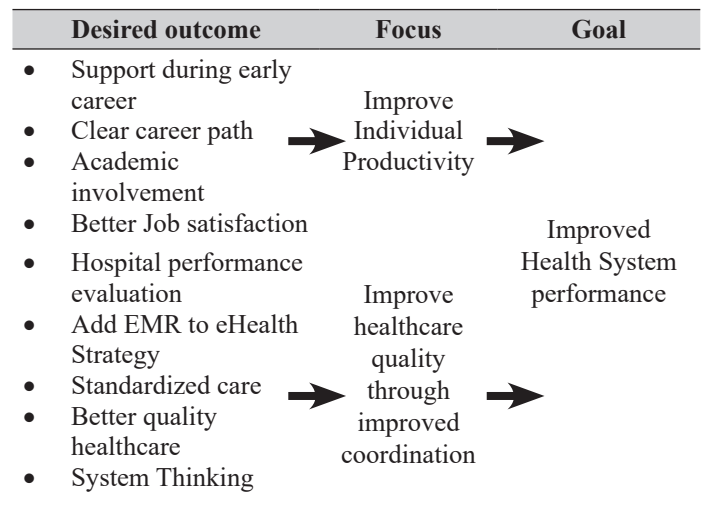 Desired outcome Focus Goal
• Support during early
career
• Clear career path
• Academic
involvement
• Better Job satisfaction
Improve
Individual
Productivity
• Hospital performance
evaluation
• Add EMR to eHealth
Strategy
• Standardized care
• Better quality
healthcare
• System Thinking
Improve
healthcare
quality
through
improved
coordination
Improved
Health System
performance